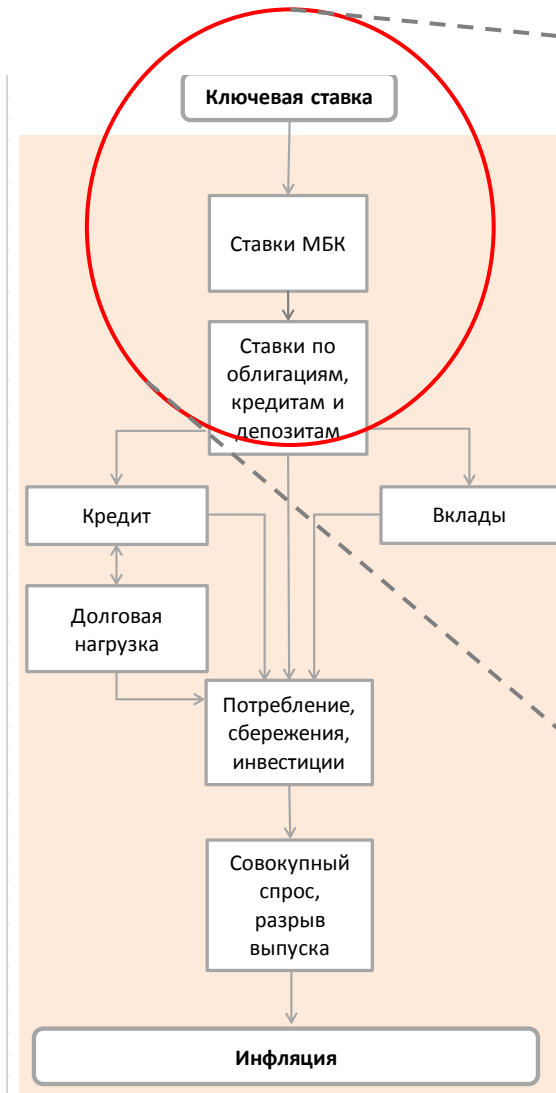 Ключевая ставка
Ставки МБК
Ставки по
облигациям,
кредитам и
депозитам
Кредит
Вклады
Долговая
нагрузка
Потребление,
сбережения,
инвестиции
Совокупный
спрос,
разрыв
выпуска
Инфляция